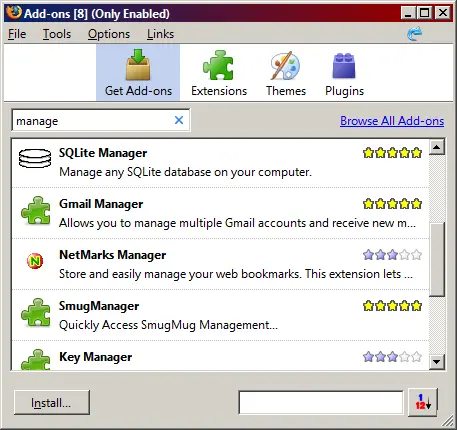 Add-ons [8] (Only Enabled)
File Tools Options Links
Get Add-ons Extensions Themes Plugins
manage Browse All Add-ons
SQLite Manager
Manage any SQLite database on your computer.
Gmail Manager
Allows you to manage multiple Gmail accounts and receive new m...
NetMarks Manager
Store and easily manage your web bookmarks. This extension lets ...
SmugManager
Quickly Access SmugMug Management...
Key Manager
Install...
1
12